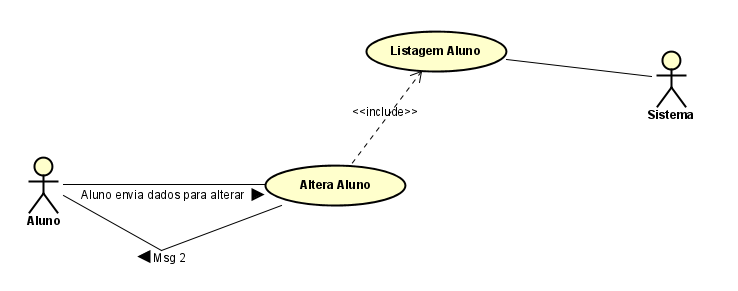 Listagem Aluno
Sistema
<<include>>
Altera Aluno
Aluno envia dados para alterar
Aluno
Msg 2